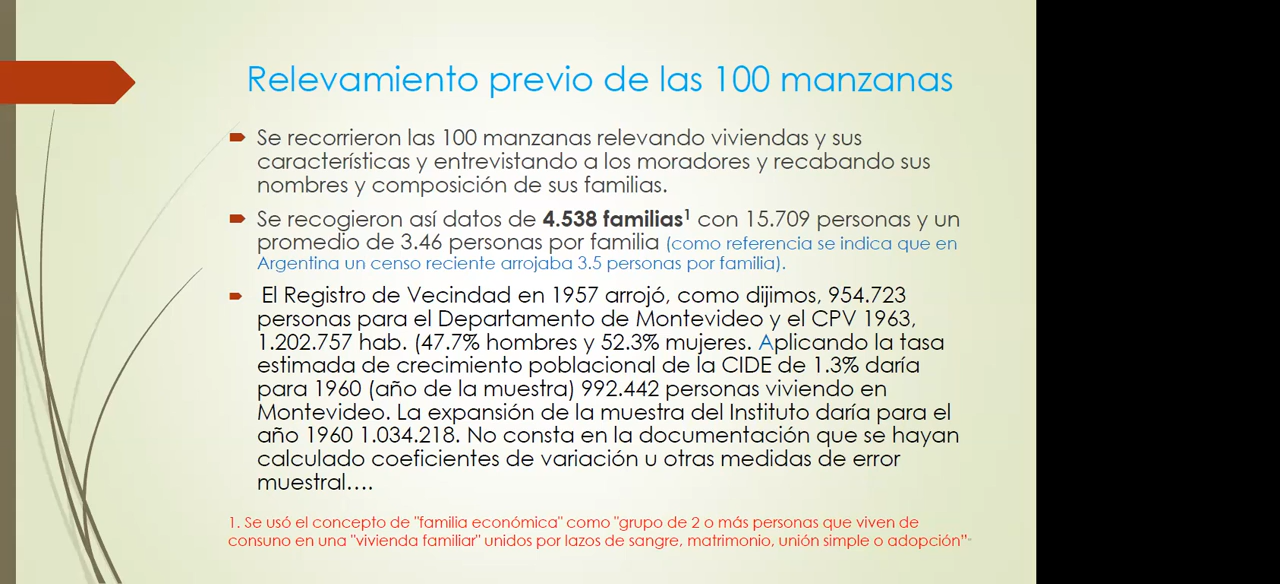 Relevamiento previo de las 100 manzanas
Se recorrieron las 100 manzanas relevando viviendas y sus
características y entrevistando a los moradores y recabando sus
nombres y composición de sus familias.
Se recogieron así datos de 4.538 familias¹ con 15.709 personas y un
promedio de 3.46 personas por familia (como referencia se indica que en
Argentina un censo reciente arrojaba 3.5 personas por familia).
El Registro de Vecindad en 1957 arrojó, como dijimos, 954.723
personas para el Departamento de Montevideo y el CPV 1963,
1.202.757 hab. (47.7% hombres y 52.3% mujeres. Aplicando la tasa
estimada de crecimiento poblacional de la CIDE de 1.3% daría
para 1960 (año de la muestra) 992.442 personas viviendo en
Montevideo. La expansión de la muestra del Instituto daría para el
año 1960 1.034.218. No consta en la documentación que se hayan
calculado coeficientes de variación u otras medidas de error
muestral….
1. Se usó el concepto de "familia económica" como "grupo de 2 o más personas que viven de
consuno en una "vivienda familiar" unidos por lazos de sangre, matrimonio, unión simple o adopción”-